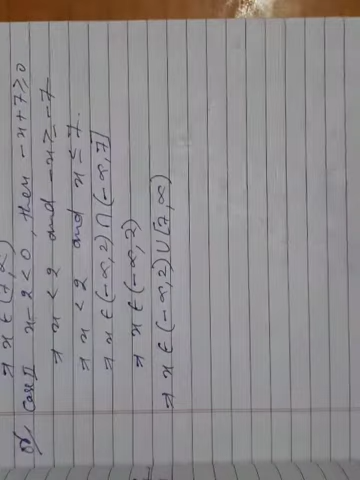 ⇒ x ∈ (7, ∞)
Or, Case II x - 2 < 0, then - x + 7 ≥ 0
⇒ x < 2 and - x ≥ - 7
⇒ x < 2 and x ≤ 7.
⇒ x ∈ (-∞, 2) ∩ (-∞, 7]
⇒ x ∈ (-∞, 2)
⇒ x ∈ (-∞, 2) ∪ [7, ∞)